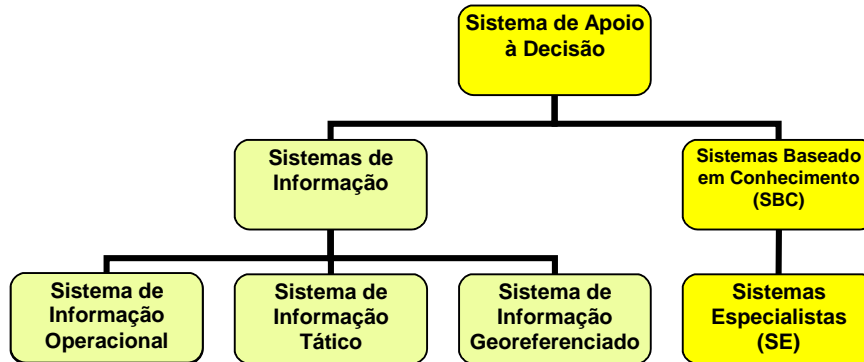 Sistema de Apoio
à Decisão
Sistemas de
Informação
Sistemas Baseado
em Conhecimento
(SBC)
Sistema de
Informação
Operacional
Sistema de
Informação
Tático
Sistema de
Informação
Georeferenciado
Sistemas
Especialistas
(SE)